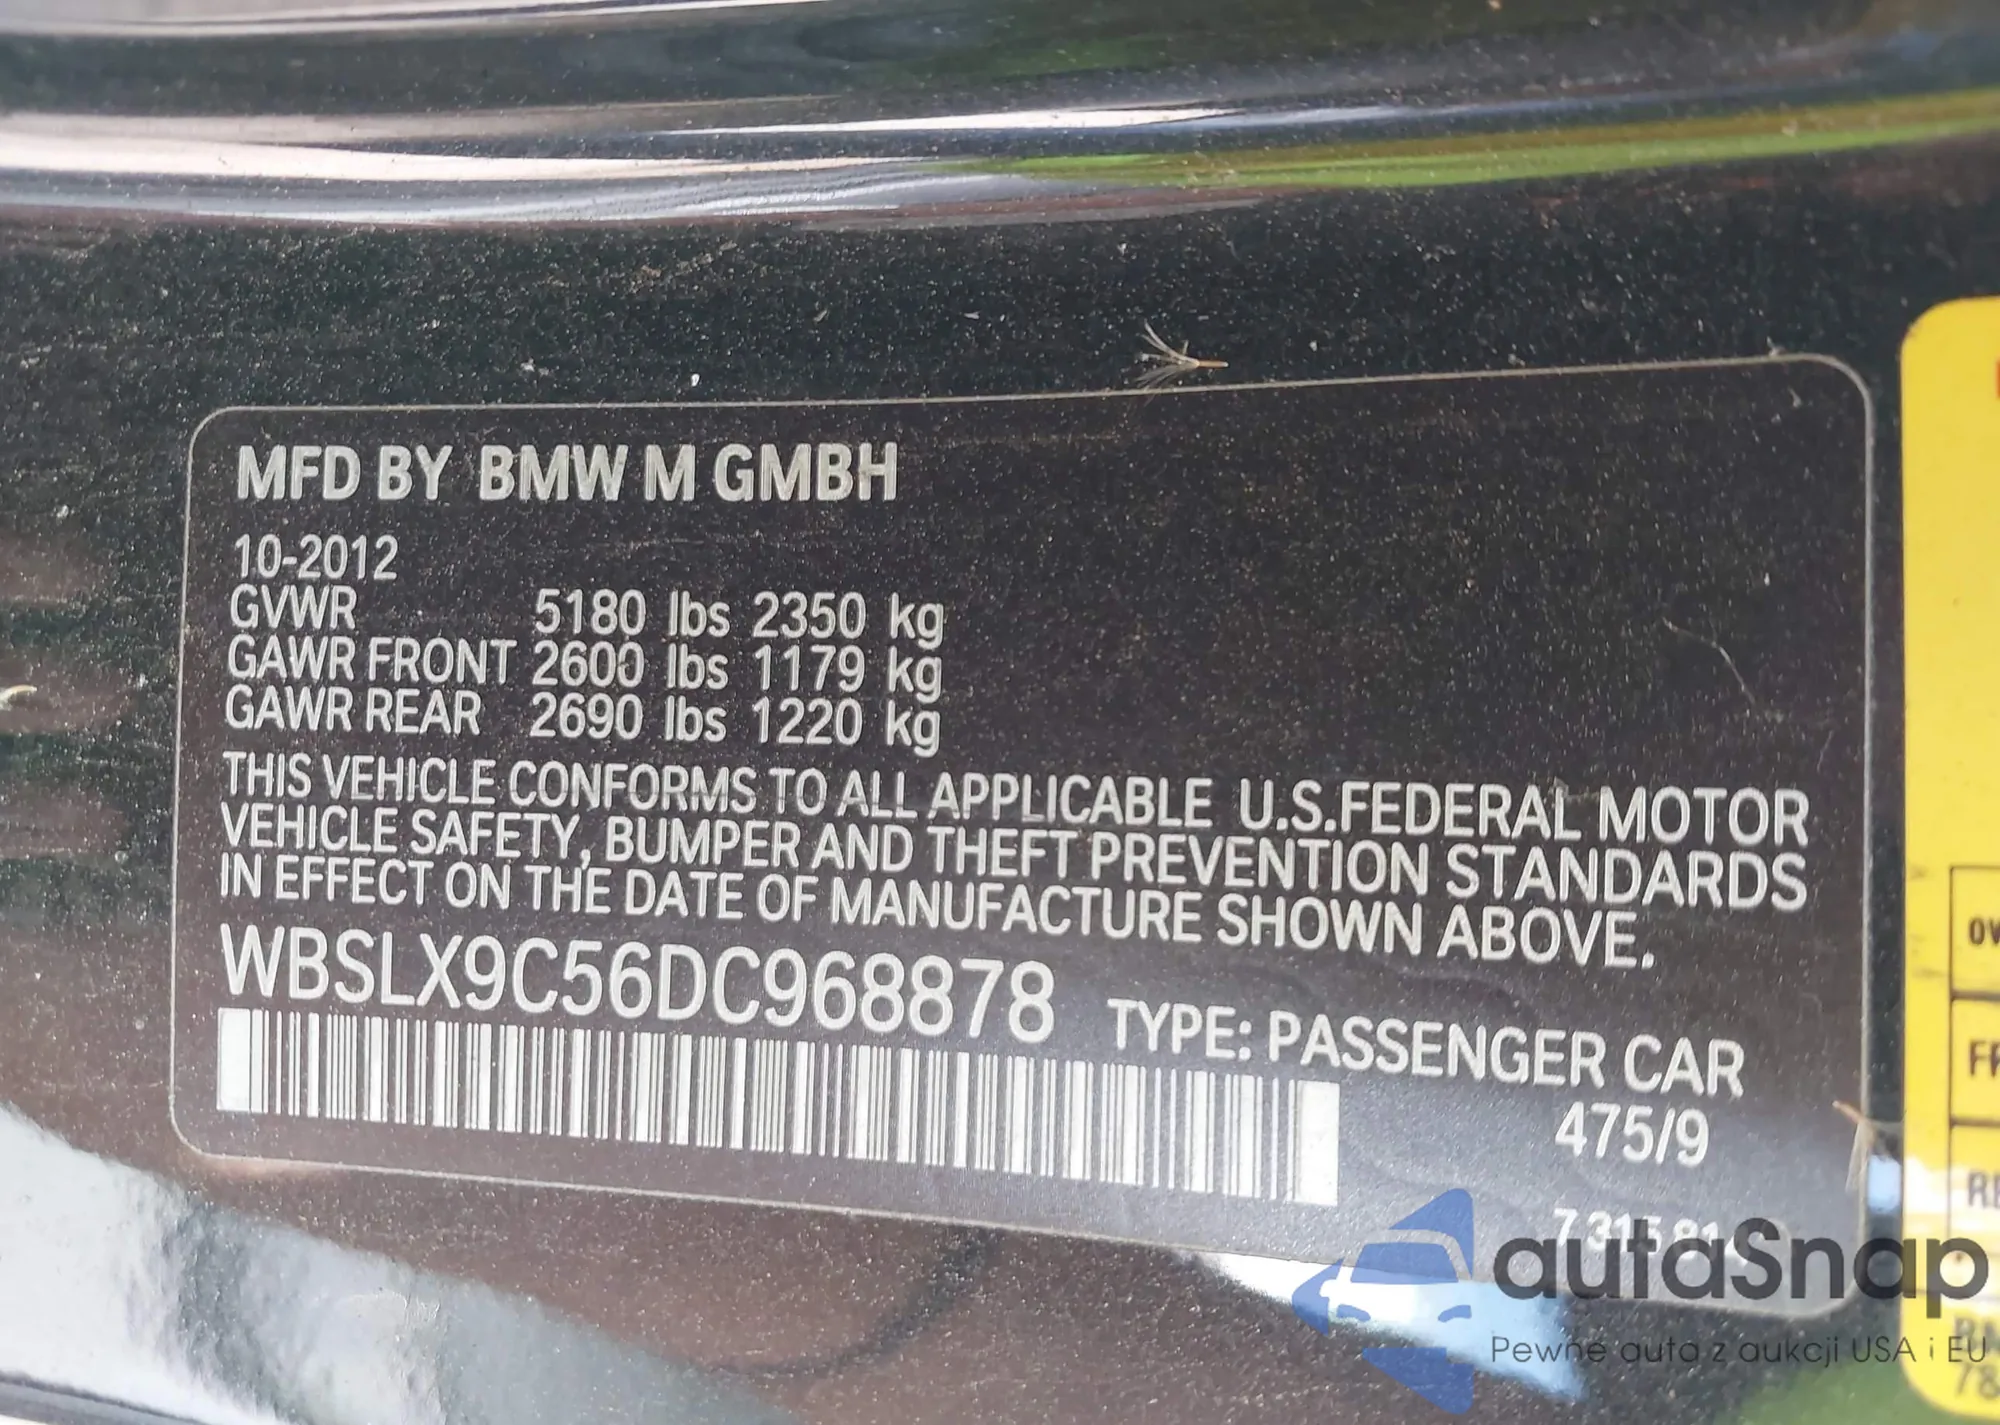 MFD BY BMW M GMBH
10-2012
GVWR 5180 lbs 2350 kg
GAWR FRONT 2600 lbs 1179 kg
GAWR REAR 2690 lbs 1220 kg
THIS VEHICLE CONFORMS TO ALL APPLICABLE U.S.FEDERAL MOTOR
VEHICLE SAFETY, BUMPER AND THEFT PREVENTION STANDARDS
IN EFFECT ON THE DATE OF MANUFACTURE SHOWN ABOVE.
WBSLX9C56DC968878 TYPE: PASSENGER CAR
475/9
autaSnap
Pewne auta z aukcji USA i EU